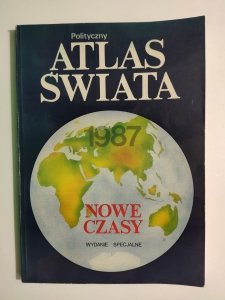 Polityczny
ATLAS
ŚWIATA
1987
NOWE
CZASY
WYDANIE SPECJALNE